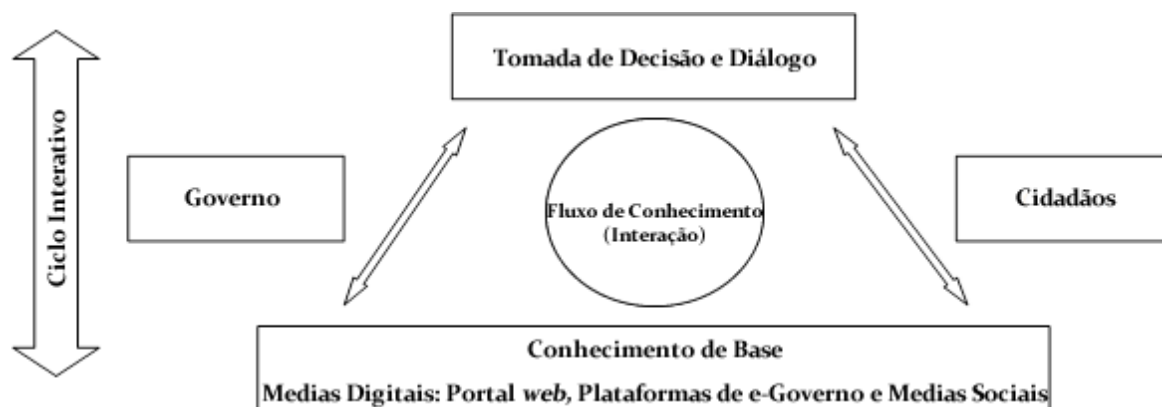 Tomada de Decisão e Diálogo
Ciclo Interativo
Governo
Fluxo de Conhecimento
(Interação)
Cidadãos
Conhecimento de Base
Medias Digitais: Portal web, Plataformas de e-Governo e Medias Sociais